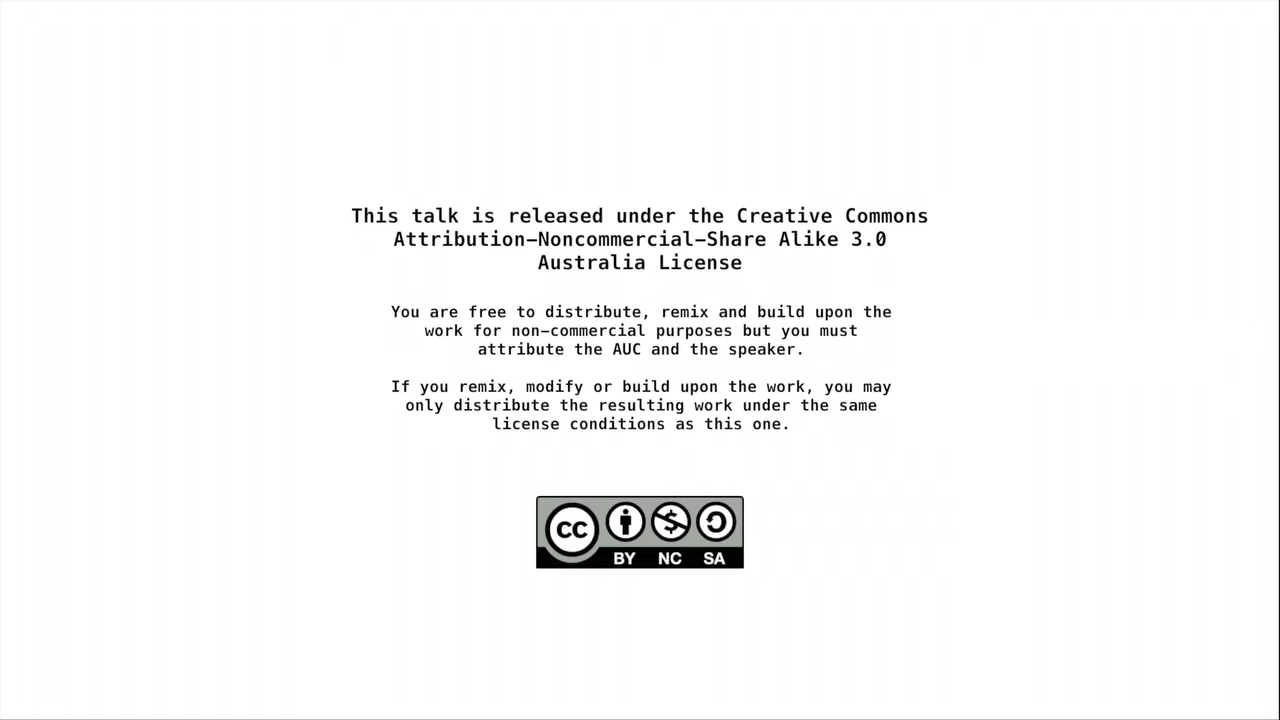 This talk is released under the Creative Commons
Attribution-Noncommercial-Share Alike 3.0
Australia License
You are free to distribute, remix and build upon the
work for non-commercial purposes but you must
attribute the AUC and the speaker.
If you remix, modify or build upon the work, you may
only distribute the resulting work under the same
license conditions as this one.
CC
BY NC SA